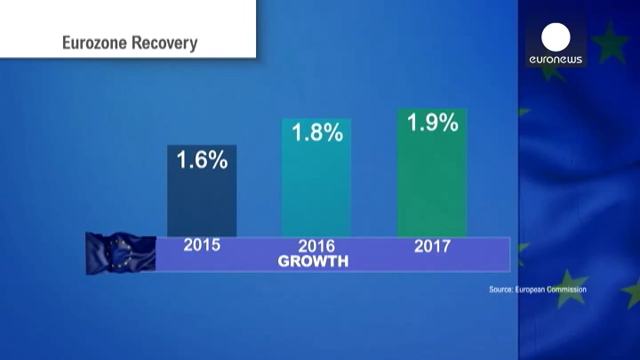 Eurozone Recovery
euronews
1.6%
1.8%
1.9%
2015
2016
2017
GROWTH
Source: European Commission